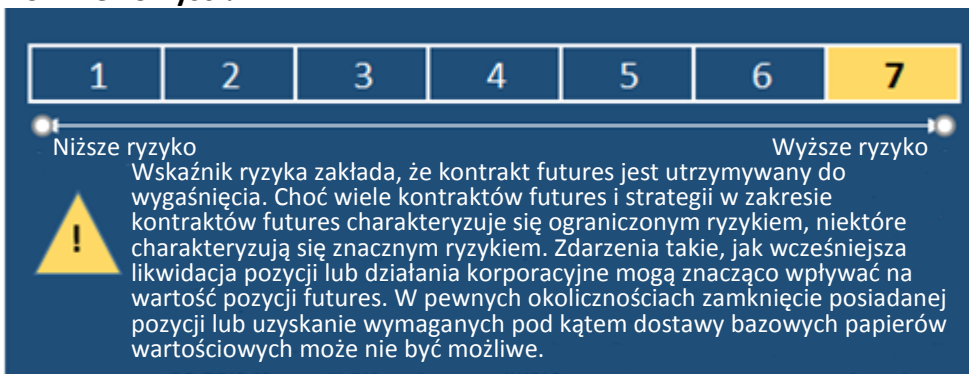 1 2 3 4 5 6 7
Niższe ryzyko Wyższe ryzyko
Wskaźnik ryzyka zakłada, że kontrakt futures jest utrzymywany do
wygaśnięcia. Choć wiele kontraktów futures i strategii w zakresie
kontraktów futures charakteryzuje się ograniczonym ryzykiem, niektóre
charakteryzują się znacznym ryzykiem. Zdarzenia takie, jak wcześniejsza
likwidacja pozycji lub działania korporacyjne mogą znacząco wpływać na
wartość pozycji futures. W pewnych okolicznościach zamknięcie posiadanej
pozycji lub uzyskanie wymaganych pod kątem dostawy bazowych papierów
wartościowych może nie być możliwe.
!